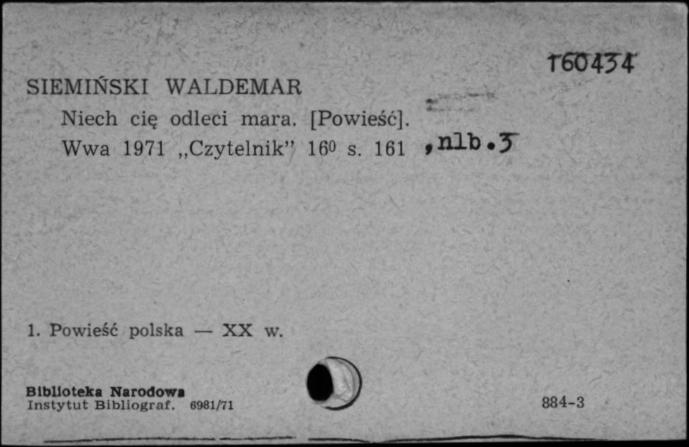 T60434
SIEMIŃSKI WALDEMAR
Niech cię odleci mara. [Powieść].
Wwa 1971 „Czytelnik” 16⁰ s. 161 , nlb.3
1. Powieść polska — XX w.
Biblioteka Narodowa
Instytut Bibliograf. 6981/71
884-3